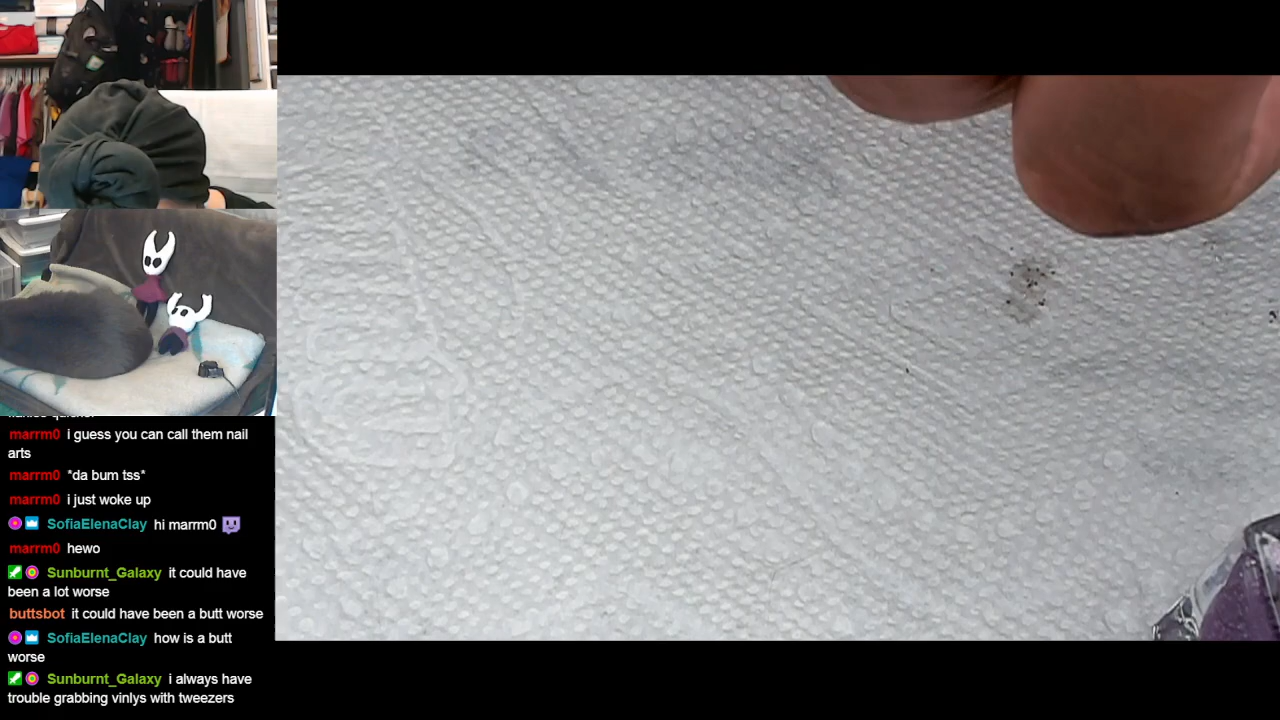 marrm0 i guess you can call them nail
arts
marrm0 *da bum tss*
marrm0 i just woke up
SofiaElenaClay hi marrm0
marrm0 hewo
Sunburnt_Galaxy it could have
been a lot worse
buttsbot it could have been a butt worse
SofiaElenaClay how is a butt
worse
Sunburnt_Galaxy i always have
trouble grabbing vinlys with tweezers